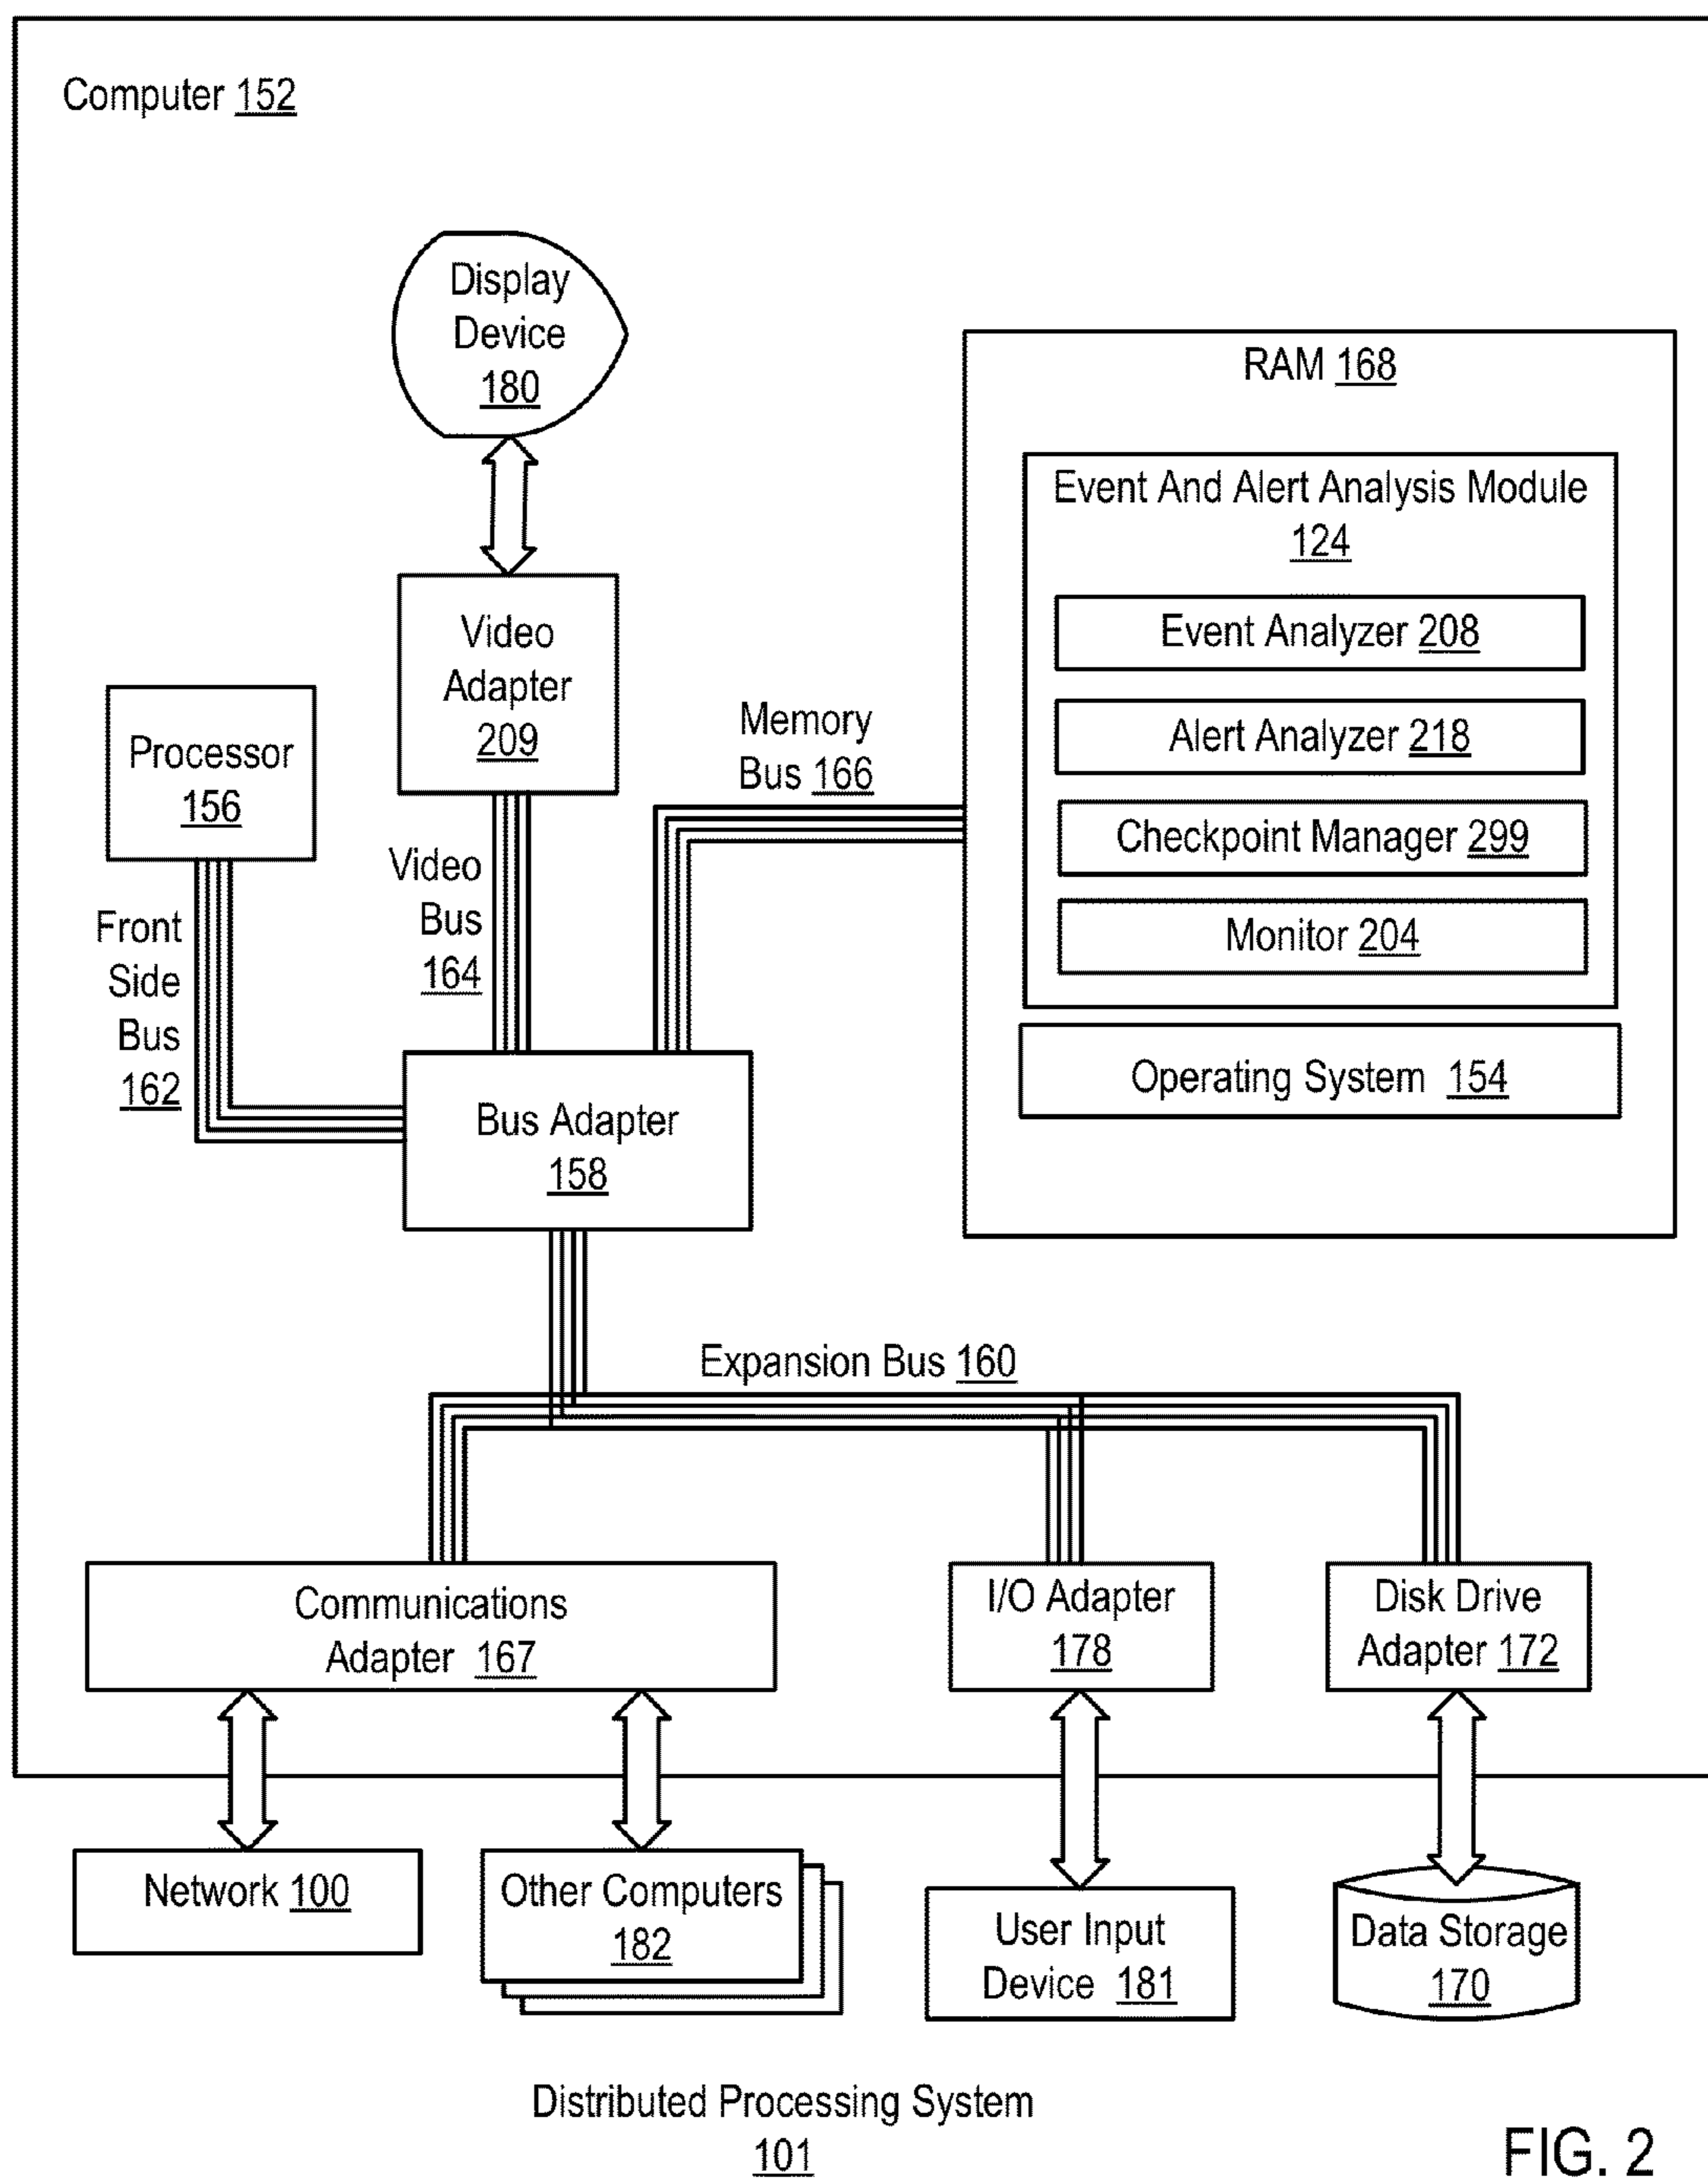 Computer 152
Display
Device
180
RAM 168
Event And Alert Analysis Module
124
Event Analyzer 208
Alert Analyzer 218
Checkpoint Manager 299
Monitor 204
Operating System 154
Video
Adapter
209
Processor
156
Memory
Bus 166
Video
Bus
164
Front
Side
Bus
162
Bus Adapter
158
Expansion Bus 160
Communications
Adapter 167
I/O Adapter
178
Disk Drive
Adapter 172
Network 100
Other Computers
182
User Input
Device 181
Data Storage
170
Distributed Processing System
101
FIG. 2